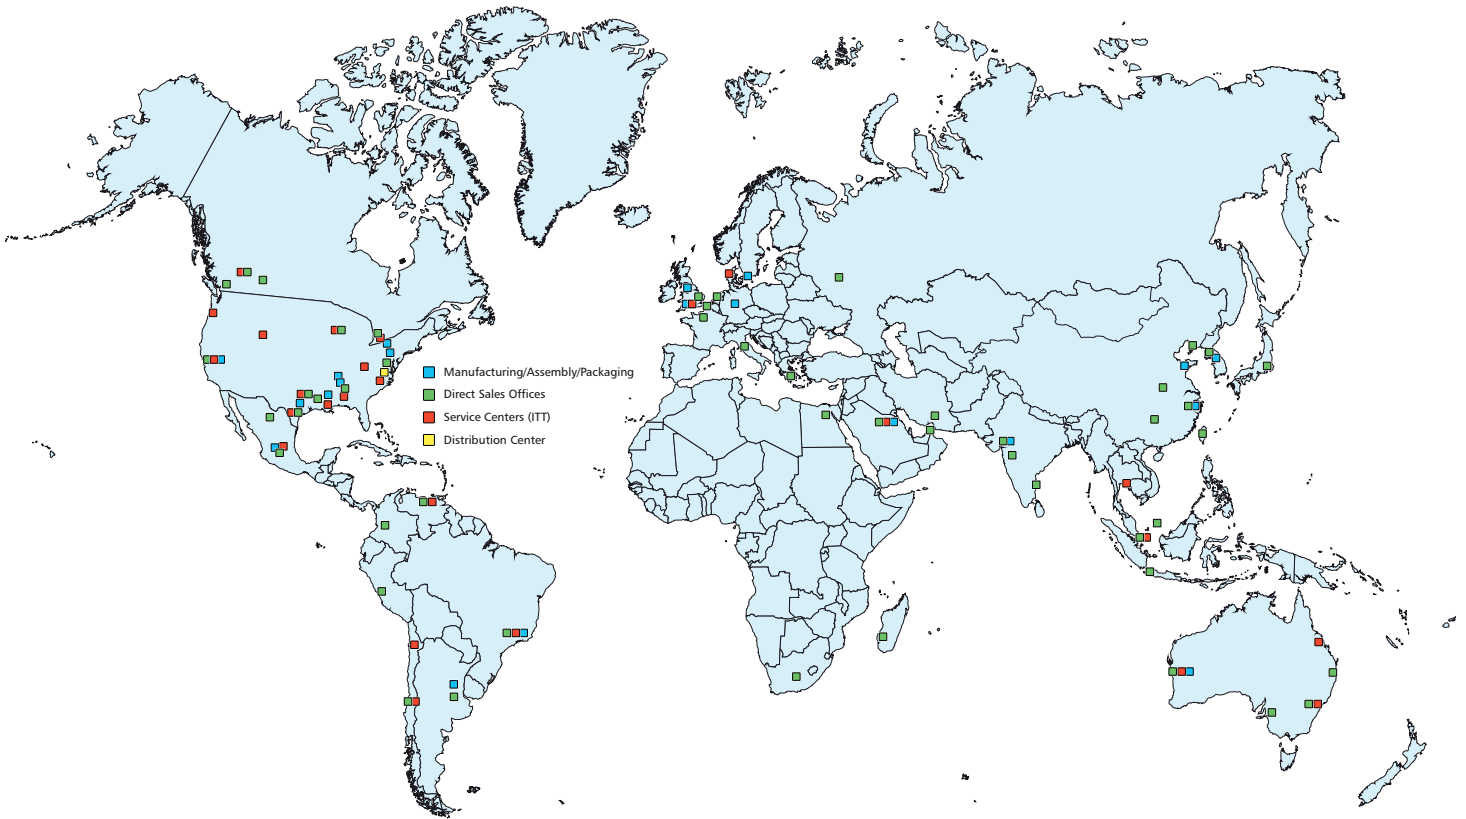 Manufacturing/Assembly/Packaging
Direct Sales Offices
Service Centers (ITT)
Distribution Center